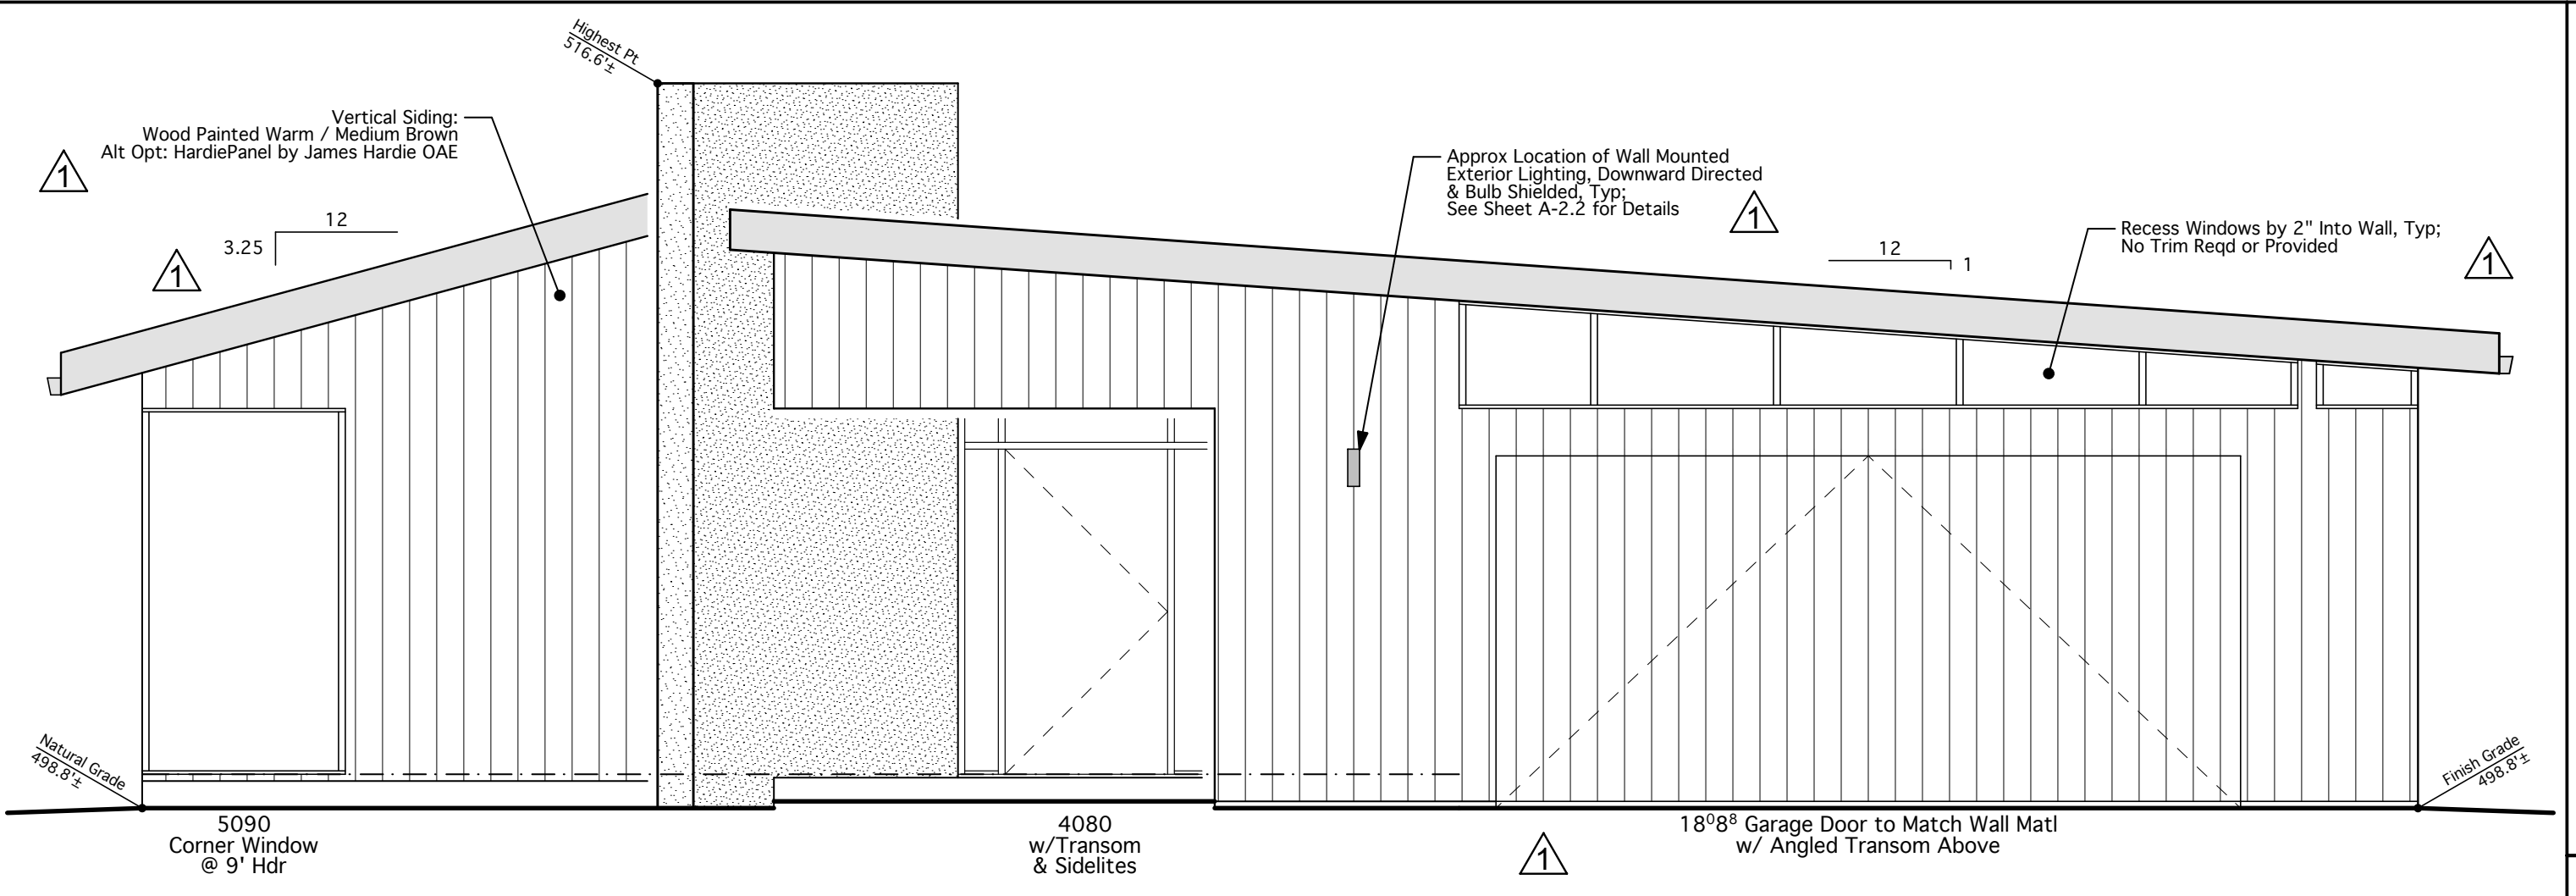 Highest Pt
516.6'±
Vertical Siding:
Wood Painted Warm / Medium Brown
Alt Opt: HardiePanel by James Hardie OAE
1
12
3.25
1
Approx Location of Wall Mounted
Exterior Lighting, Downward Directed
& Bulb Shielded, Typ;
See Sheet A-2.2 for Details
1
12
1
Recess Windows by 2" Into Wall, Typ;
No Trim Reqd or Provided
1
Natural Grade
498.8'±
Finish Grade
498.8'±
5090
Corner Window
@ 9' Hdr
4080
w/Transom
& Sidelites
1
18⁰8⁸ Garage Door to Match Wall Matl
w/ Angled Transom Above